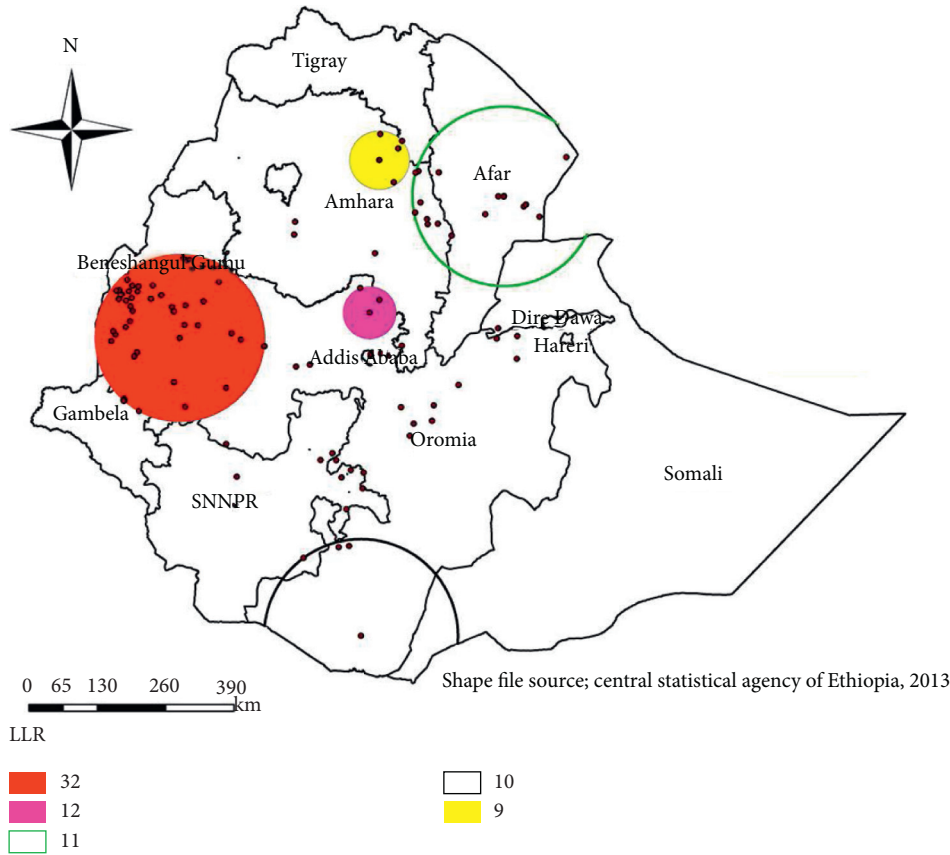 N
Tigray
Afar
Amhara
Beneshangul Gumu
Dire Dawa
Hareri
Addis Ababa
Gambela
Oromia
Somali
SNNPR
0 65 130 260 390
km
Shape file source; central statistical agency of Ethiopia, 2013
LLR
32
12
11
10
9